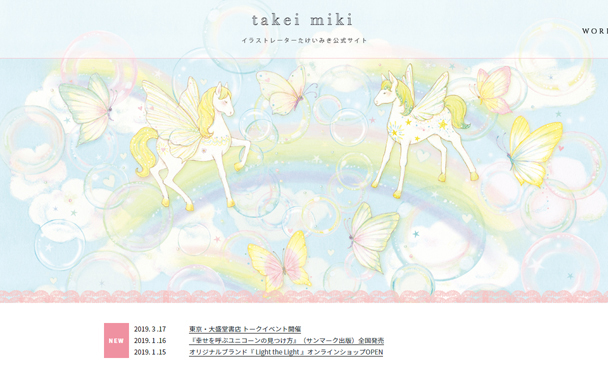 takei miki
イラストレーターたけいみき公式サイト
NEW
2019. 3 .17 東京・大盛堂書店 トークイベント開催
2019. 1 .16 『幸せを呼ぶユニコーンの見つけ方』（サンマーク出版）全国発売
2019. 1 .15 オリジナルブランド『 Light the Light 』オンラインショップOPEN